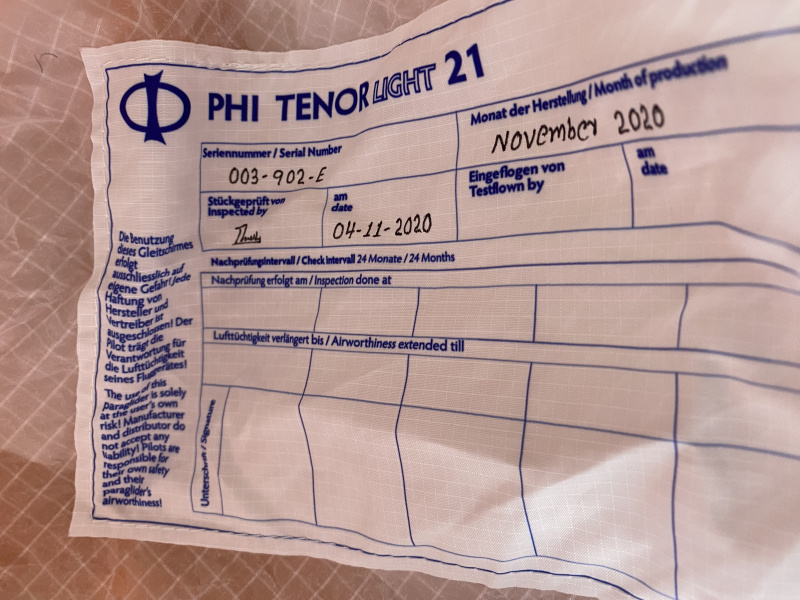 PHI TENOR LIGHT 21
Seriennummer / Serial Number
003-902-E
Monat der Herstellung / Month of production
November 2020
Stückgeprüft von
Inspected by
am
date
04-11-2020
Eingeflogen von
Testflown by
am
date
Nachprüfungsintervall / Check Intervall 24 Monate / 24 Months
Nachprüfung erfolgt am / Inspection done at
Lufttüchtigkeit verlängert bis / Airworthiness extended till
Unterschrift / Signature
Die Benutzung
dieses Gleitschirmes
erfolgt
ausschliesslich auf
eigene Gefahr! Jede
Haftung von
Hersteller und
Vertreiber ist
ausgeschlossen! Der
Pilot trägt die
Verantwortung für
die Lufttüchtigkeit
seines Fluggerätes!
The use of this
paraglider is solely
at the user's own
risk! Manufacturer
and distributor do
not accept any
liability! Pilots are
responsible for
their own safety
and their
paraglider's
airworthiness!